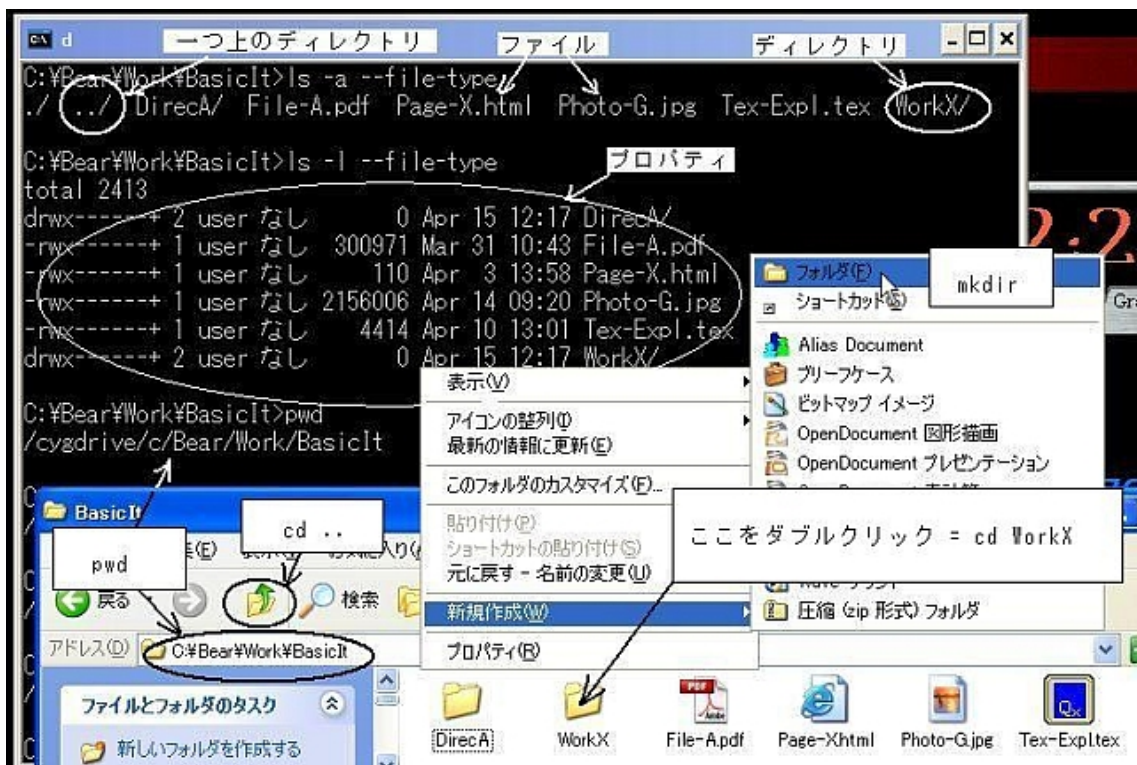 d
一つ上のディレクトリ
ファイル
ディレクトリ
C:¥Bear¥Work¥BasicIt>ls -a --file-type
./ ../ DirecA/ File-A.pdf Page-X.html Photo-G.jpg Tex-Expl.tex WorkX/
C:¥Bear¥Work¥BasicIt>ls -l --file-type
プロパティ
total 2413
drwx------+ 2 user なし 0 Apr 15 12:17 DirecA/
-rwx------+ 1 user なし 300971 Mar 31 10:43 File-A.pdf
-rwx------+ 1 user なし 110 Apr 3 13:58 Page-X.html
-rwx------+ 1 user なし 2156006 Apr 14 09:20 Photo-G.jpg
-rwx------+ 1 user なし 4414 Apr 10 13:01 Tex-Expl.tex
drwx------+ 2 user なし 0 Apr 15 12:17 WorkX/
C:¥Bear¥Work¥BasicIt>pwd
/cygdrive/c/Bear/Work/BasicIt
フォルダ(F)
mkdir
ショートカット(S)
Alias Document
ブリーフケース
ビットマップ イメージ
OpenDocument 図形描画
OpenDocument プレゼンテーション
圧縮 (zip 形式) フォルダ
表示(V)
アイコンの整列(I)
最新の情報に更新(E)
このフォルダのカスタマイズ(F)...
貼り付け(P)
ショートカットの貼り付け(S)
元に戻す - 名前の変更(U)
新規作成(W)
プロパティ(R)
ここをダブルクリック = cd WorkX
BasicIt
cd ..
pwd
戻る
検索
アドレス(D) C:¥Bear¥Work¥BasicIt
ファイルとフォルダのタスク
新しいフォルダを作成する
DirecA WorkX File-A.pdf Page-X.html Photo-G.jpg Tex-Expl.tex